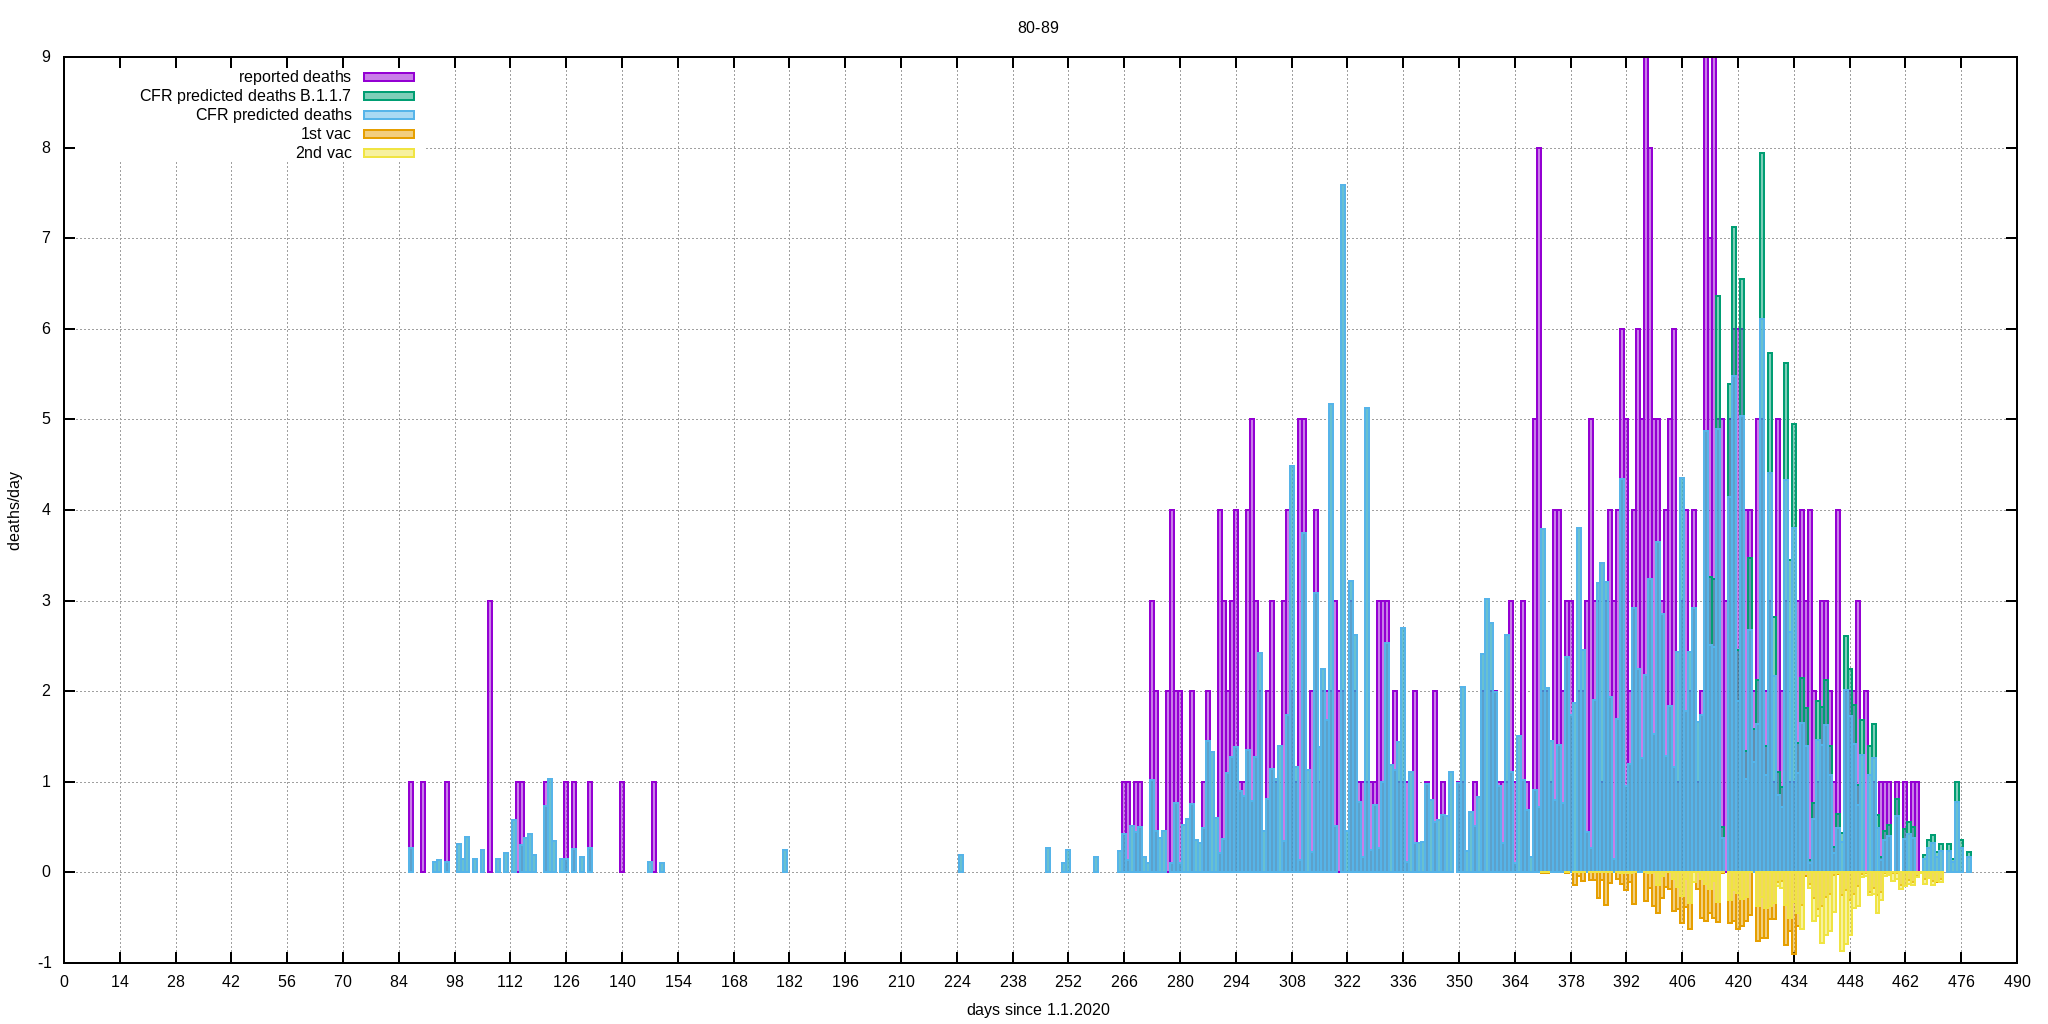 80-89
reported deaths
CFR predicted deaths B.1.1.7
CFR predicted deaths
1st vac
2nd vac
9
8
7
6
5
4
3
2
1
0
-1
deaths/day
0 14 28 42 56 70 84 98 112 126 140 154 168 182 196 210 224 238 252 266 280 294 308 322 336 350 364 378 392 406 420 434 448 462 476 490
days since 1.1.2020